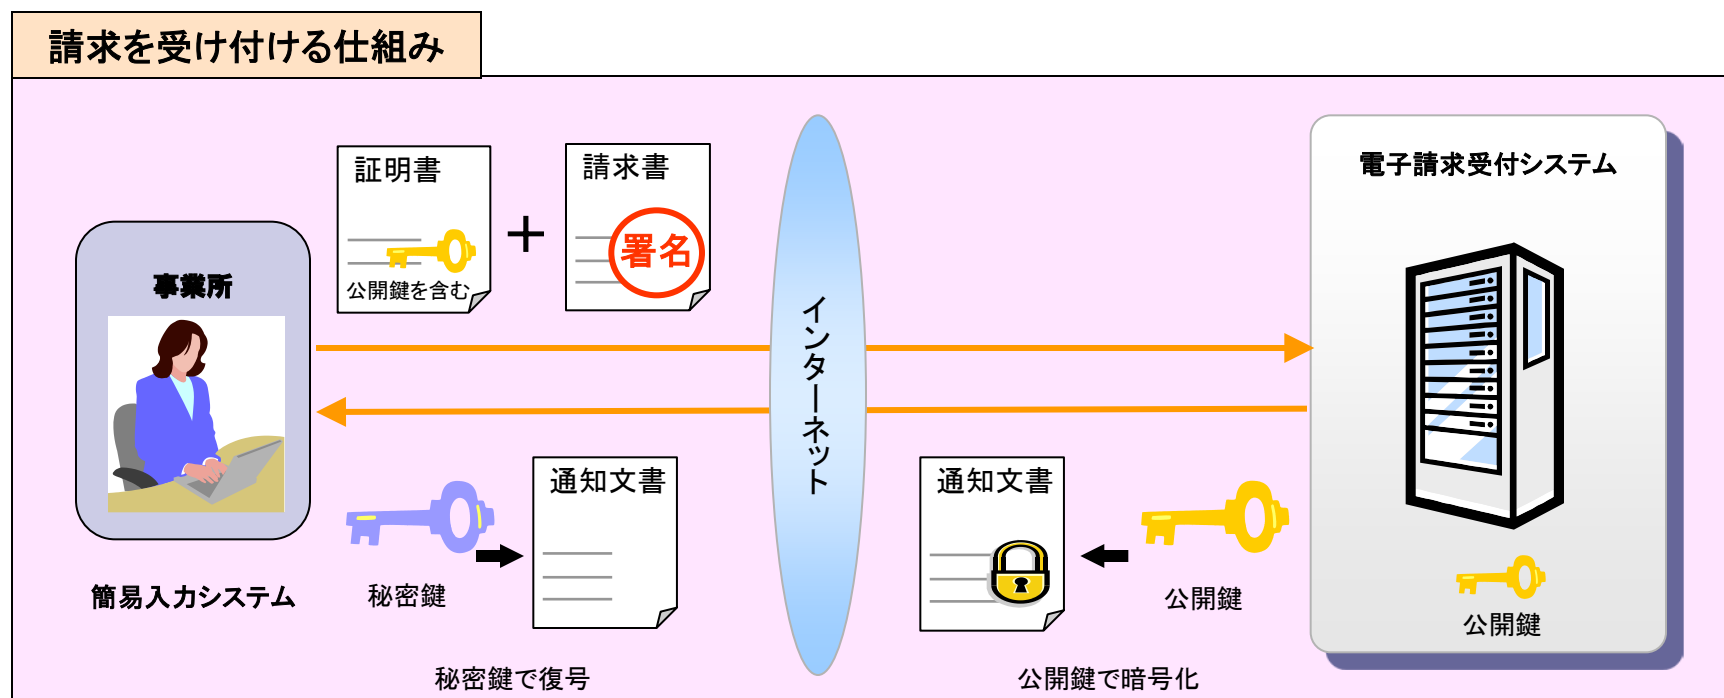 請求を受け付ける仕組み
証明書
公開鍵を含む
＋
請求書
署名
電子請求受付システム
事業所
インターネット
通知文書
通知文書
簡易入力システム
秘密鍵
公開鍵
公開鍵
秘密鍵で復号
公開鍵で暗号化